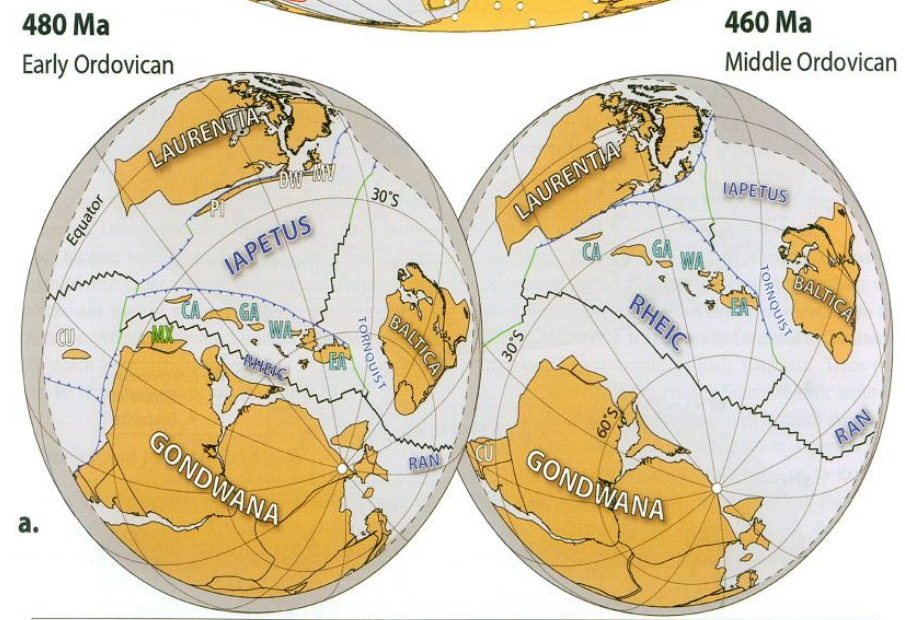 480 Ma
Early Ordovican
460 Ma
Middle Ordovican
LAURENTIA
DW MV
PI
30°S
Equator
IAPETUS
CA
GA
WA
MX
CU
EA
RHEIC
TORNQUIST
BALTICA
GONDWANA
RAN
a.
LAURENTIA
IAPETUS
CA
GA
WA
EA
TORNQUIST
BALTICA
RHEIC
30°S
60°S
RAN
CU
GONDWANA